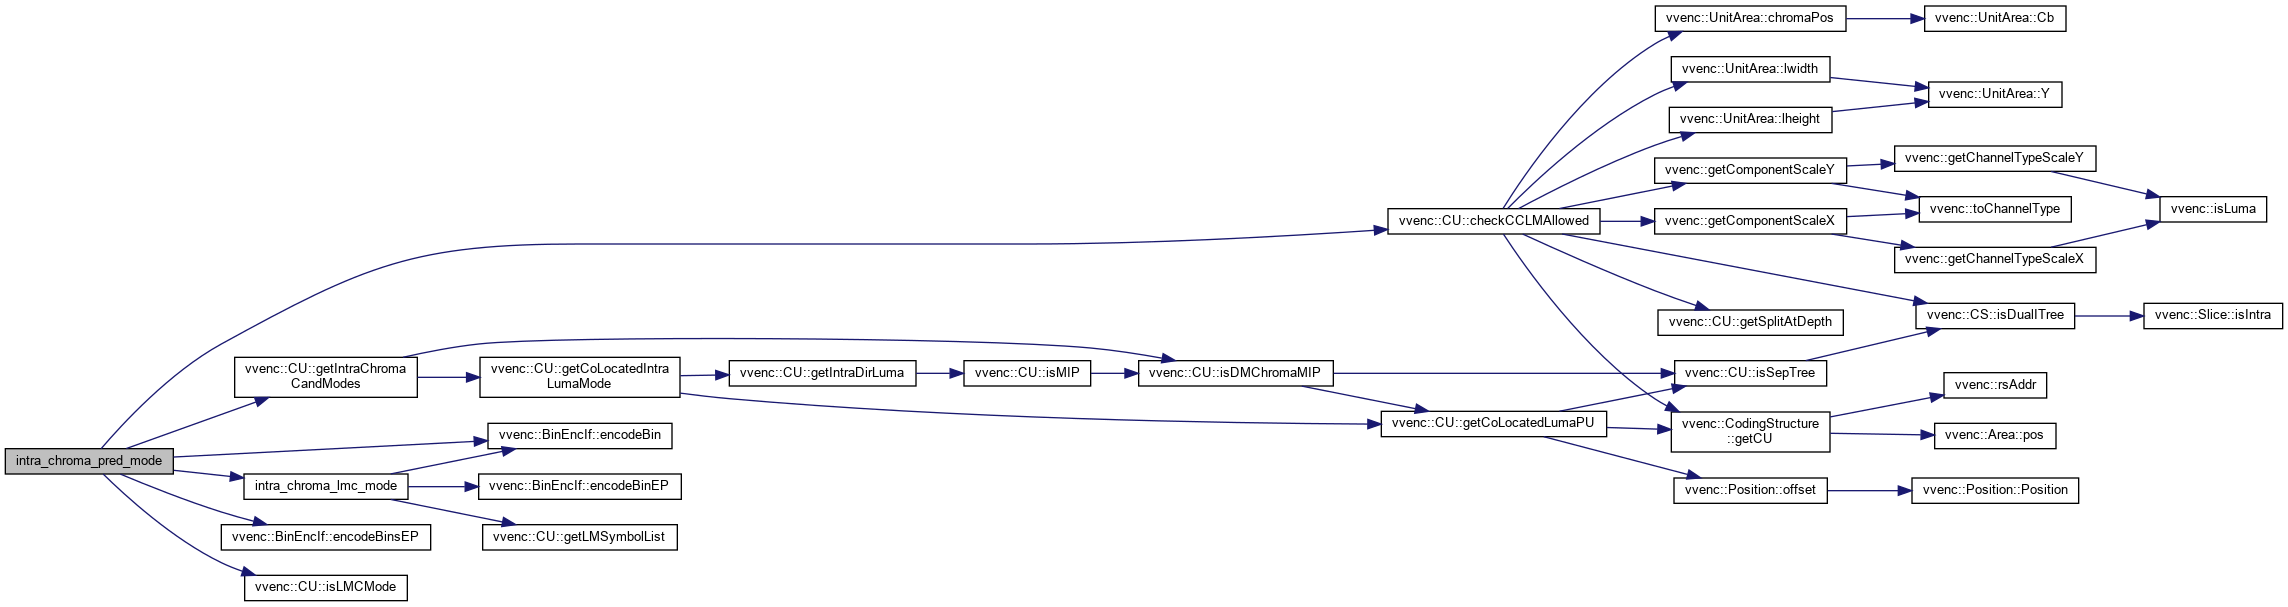 vvenc::UnitArea::chromaPos
vvenc::UnitArea::Cb
vvenc::UnitArea::lwidth
vvenc::UnitArea::Y
vvenc::UnitArea::lheight
vvenc::getChannelTypeScaleY
vvenc::getComponentScaleY
vvenc::toChannelType
vvenc::isLuma
vvenc::CU::checkCCLMAllowed
vvenc::getComponentScaleX
vvenc::getChannelTypeScaleX
vvenc::CS::isDualITree
vvenc::Slice::isIntra
vvenc::CU::getSplitAtDepth
vvenc::CU::getIntraChroma
CandModes
vvenc::CU::getCoLocatedIntra
LumaMode
vvenc::CU::getIntraDirLuma
vvenc::CU::isMIP
vvenc::CU::isDMChromaMIP
vvenc::CU::isSepTree
vvenc::rsAddr
vvenc::CU::getCoLocatedLumaPU
vvenc::CodingStructure
::getCU
vvenc::Area::pos
vvenc::BinEncIf::encodeBin
intra_chroma_pred_mode
intra_chroma_lmc_mode
vvenc::BinEncIf::encodeBinEP
vvenc::Position::offset
vvenc::Position::Position
vvenc::BinEncIf::encodeBinsEP
vvenc::CU::getLMSymbolList
vvenc::CU::isLMCMode